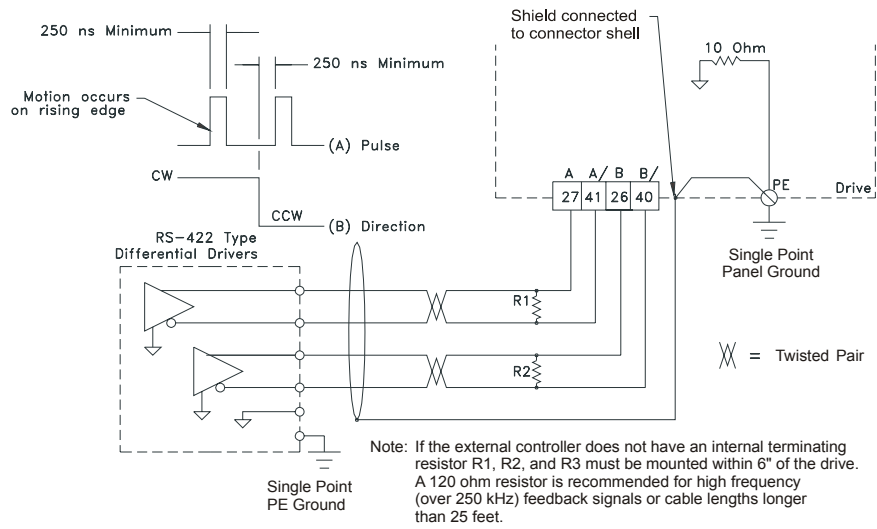 250 ns Minimum
250 ns Minimum
Motion occurs
on rising edge
(A) Pulse
CW
CCW
(B) Direction
Shield connected
to connector shell
10 Ohm
A A/ B B/
27 41 26 40
PE
Drive
Single Point
Panel Ground
RS-422 Type
Differential Drivers
R1
R2
= Twisted Pair
Single Point
PE Ground
Note: If the external controller does not have an internal terminating
resistor R1, R2, and R3 must be mounted within 6" of the drive.
A 120 ohm resistor is recommended for high frequency
(over 250 kHz) feedback signals or cable lengths longer
than 25 feet.